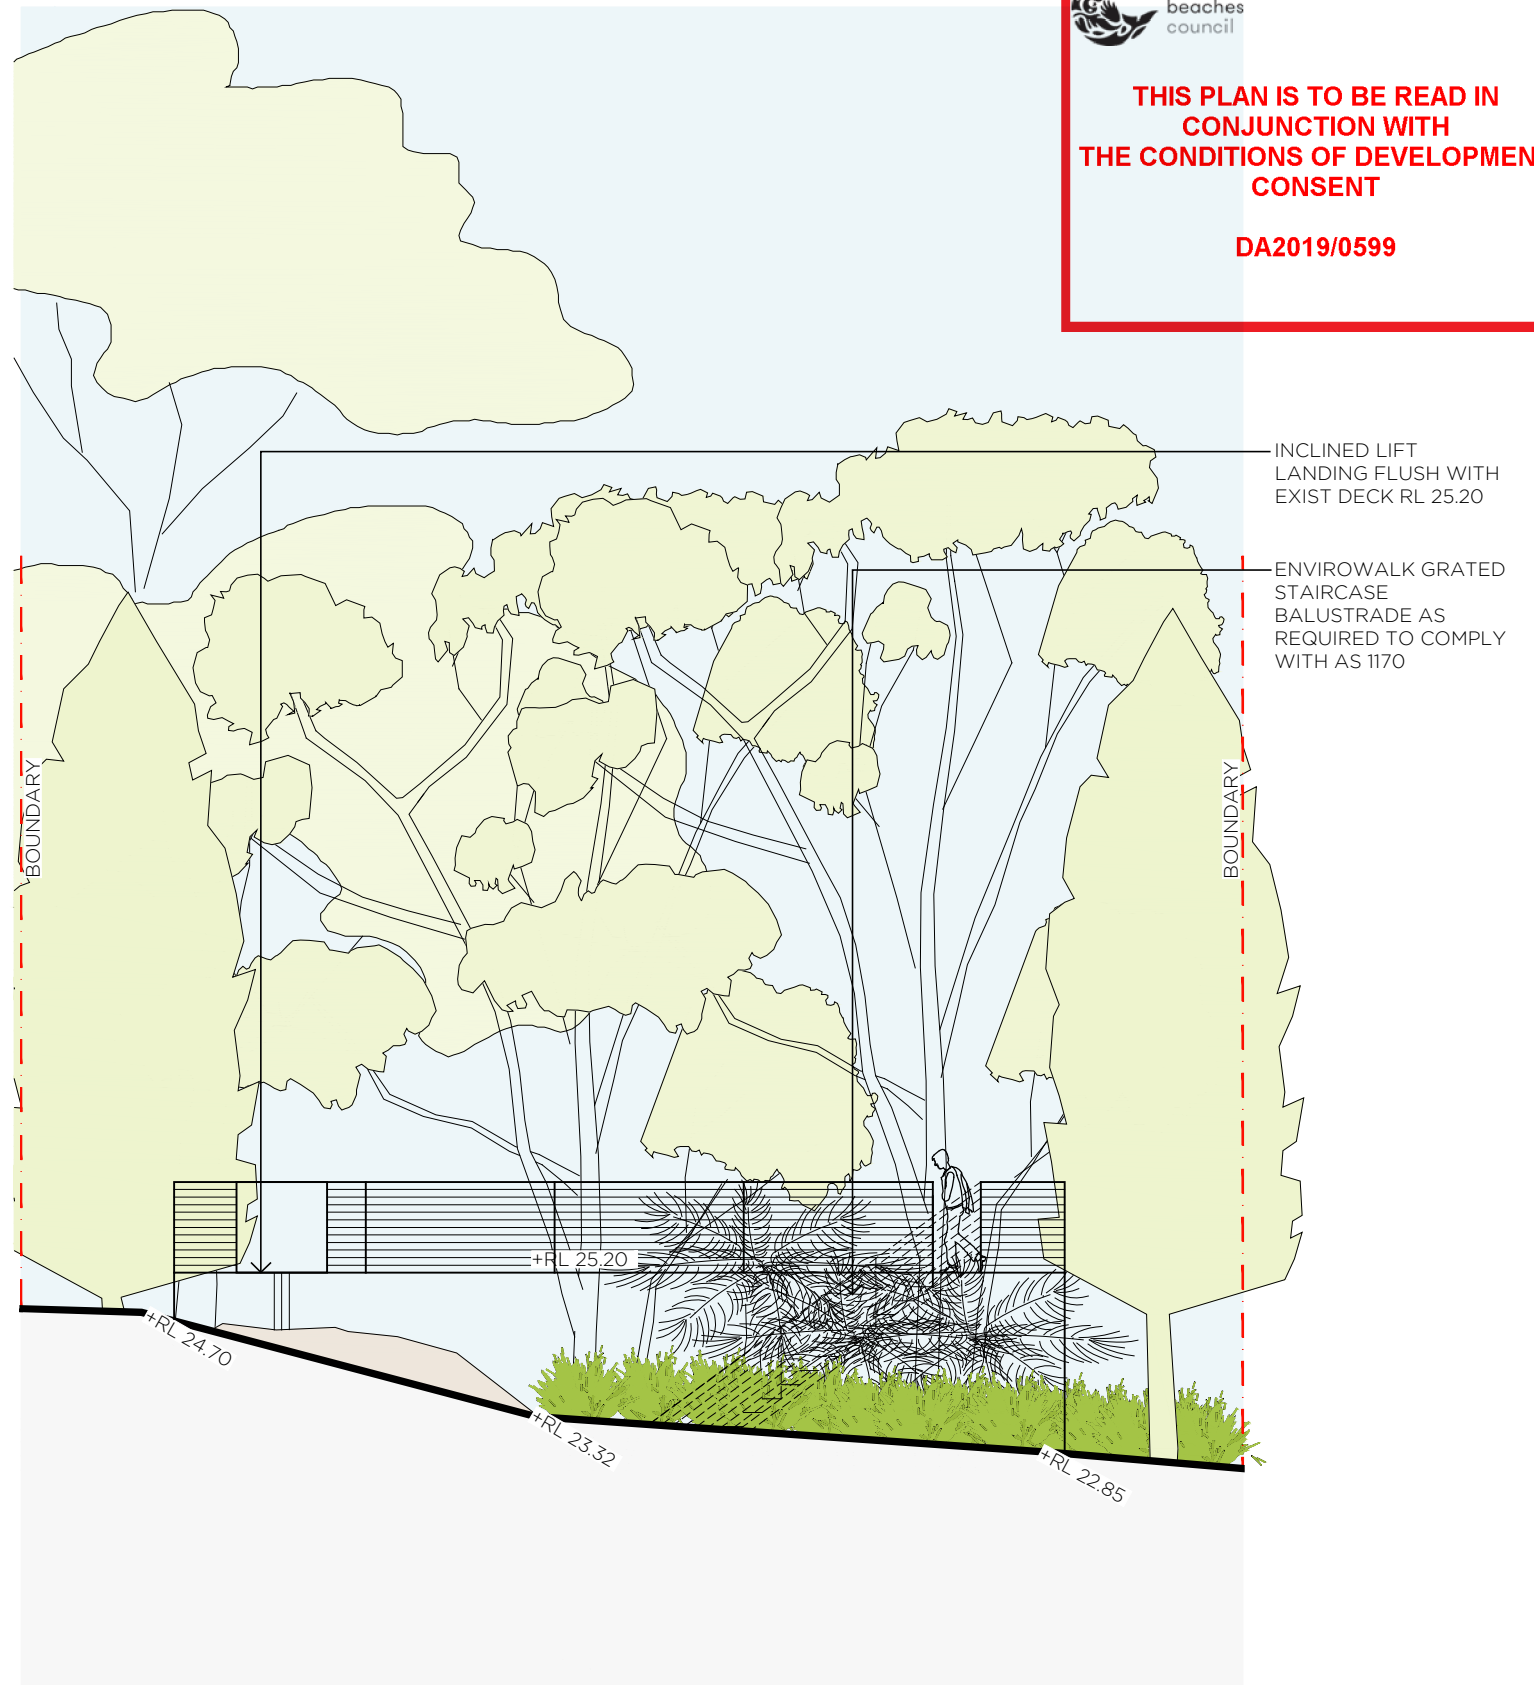 beaches
council
THIS PLAN IS TO BE READ IN
CONJUNCTION WITH
THE CONDITIONS OF DEVELOPMEN
CONSENT
DA2019/0599
INCLINED LIFT
LANDING FLUSH WITH
EXIST DECK RL 25.20
ENVIROWALK GRATED
STAIRCASE
BALUSTRADE AS
REQUIRED TO COMPLY
WITH AS 1170
BOUNDARY
BOUNDARY
+RL 25.20
+RL 24.70
+RL 23.32
+RL 22.85